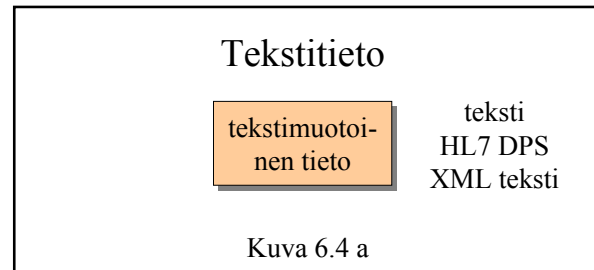 Tekstitieto
tekstimuotoi-
nen tieto
teksti
HL7 DPS
XML teksti
Kuva 6.4 a